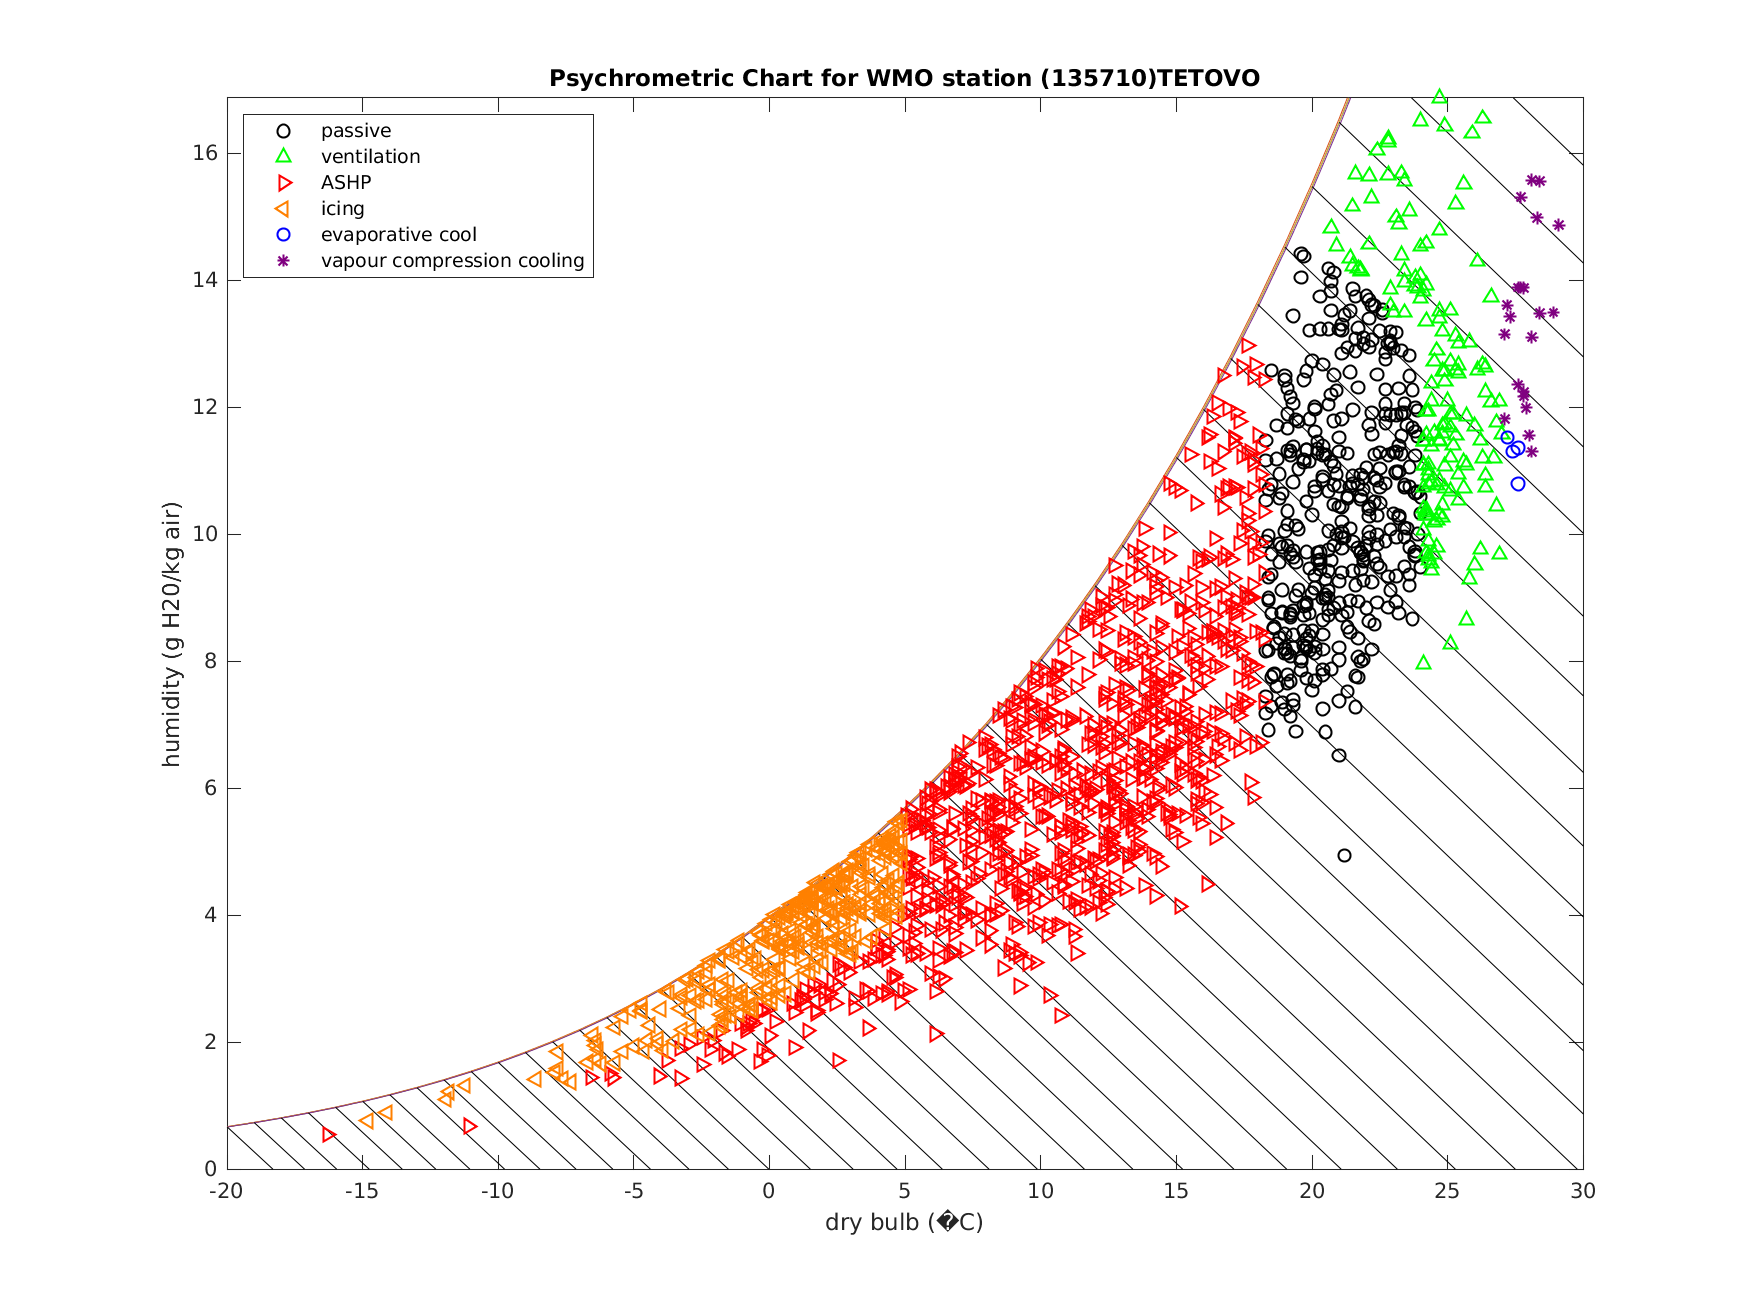 Psychrometric Chart for WMO station (135710)TETOVO
passive
ventilation
ASHP
icing
evaporative cool
vapour compression cooling
humidity (g H20/kg air)
16
14
12
10
8
6
4
2
0
-20 -15 -10 -5 0 5 10 15 20 25 30
dry bulb (�C)